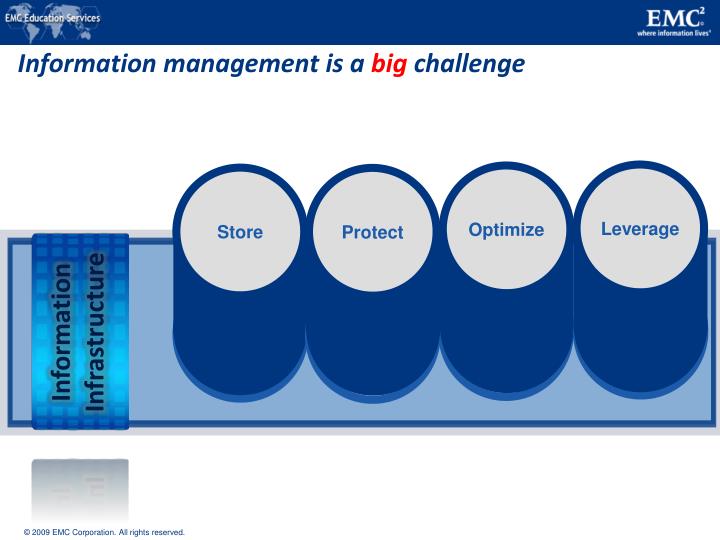 EMC Education Services
EMC²
where information lives®
Information management is a big challenge
Store
Protect
Optimize
Leverage
Information
Infrastructure
© 2009 EMC Corporation. All rights reserved.